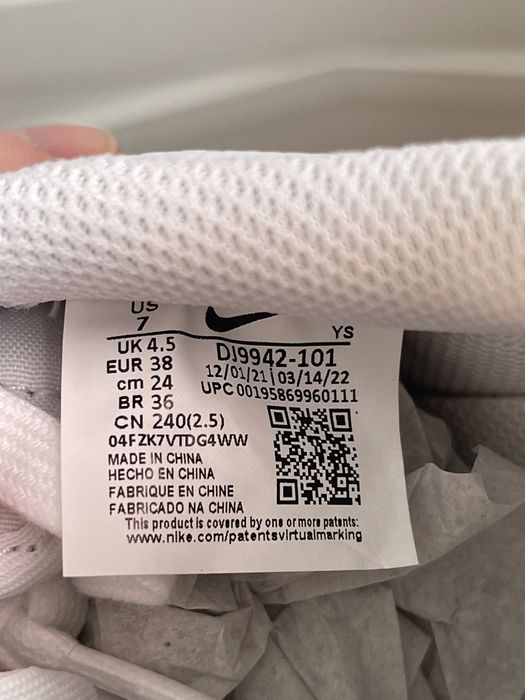 US
7
YS
UK 4.5
EUR 38
cm 24
BR 36
CN 240(2.5)
DJ9942-101
12/01/21 | 03/14/22
UPC 00195869960111
04FZK7VTDG4WW
MADE IN CHINA
HECHO EN CHINA
FABRIQUE EN CHINE
FABRICADO NA CHINA
This product is covered by one or more patents:
www.nike.com/patentsvirtualmarking